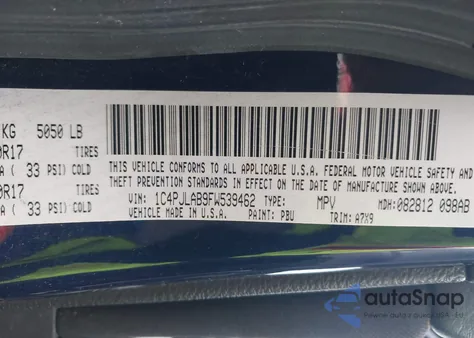 KG 5050 LB
0R17 TIRES
A ( 33 PSI) COLD
0R17 TIRES
A ( 33 PSI) COLD
THIS VEHICLE CONFORMS TO ALL APPLICABLE U.S.A. FEDERAL MOTOR VEHICLE SAFETY AND
THEFT PREVENTION STANDARDS IN EFFECT ON THE DATE OF MANUFACTURE SHOWN ABOVE.
VIN: 1C4PJLAB9FW539462 TYPE: MPV MDH: 082812 098AB
VEHICLE MADE IN U.S.A. PAINT: PBU TRIM: A7X9
autoSnap